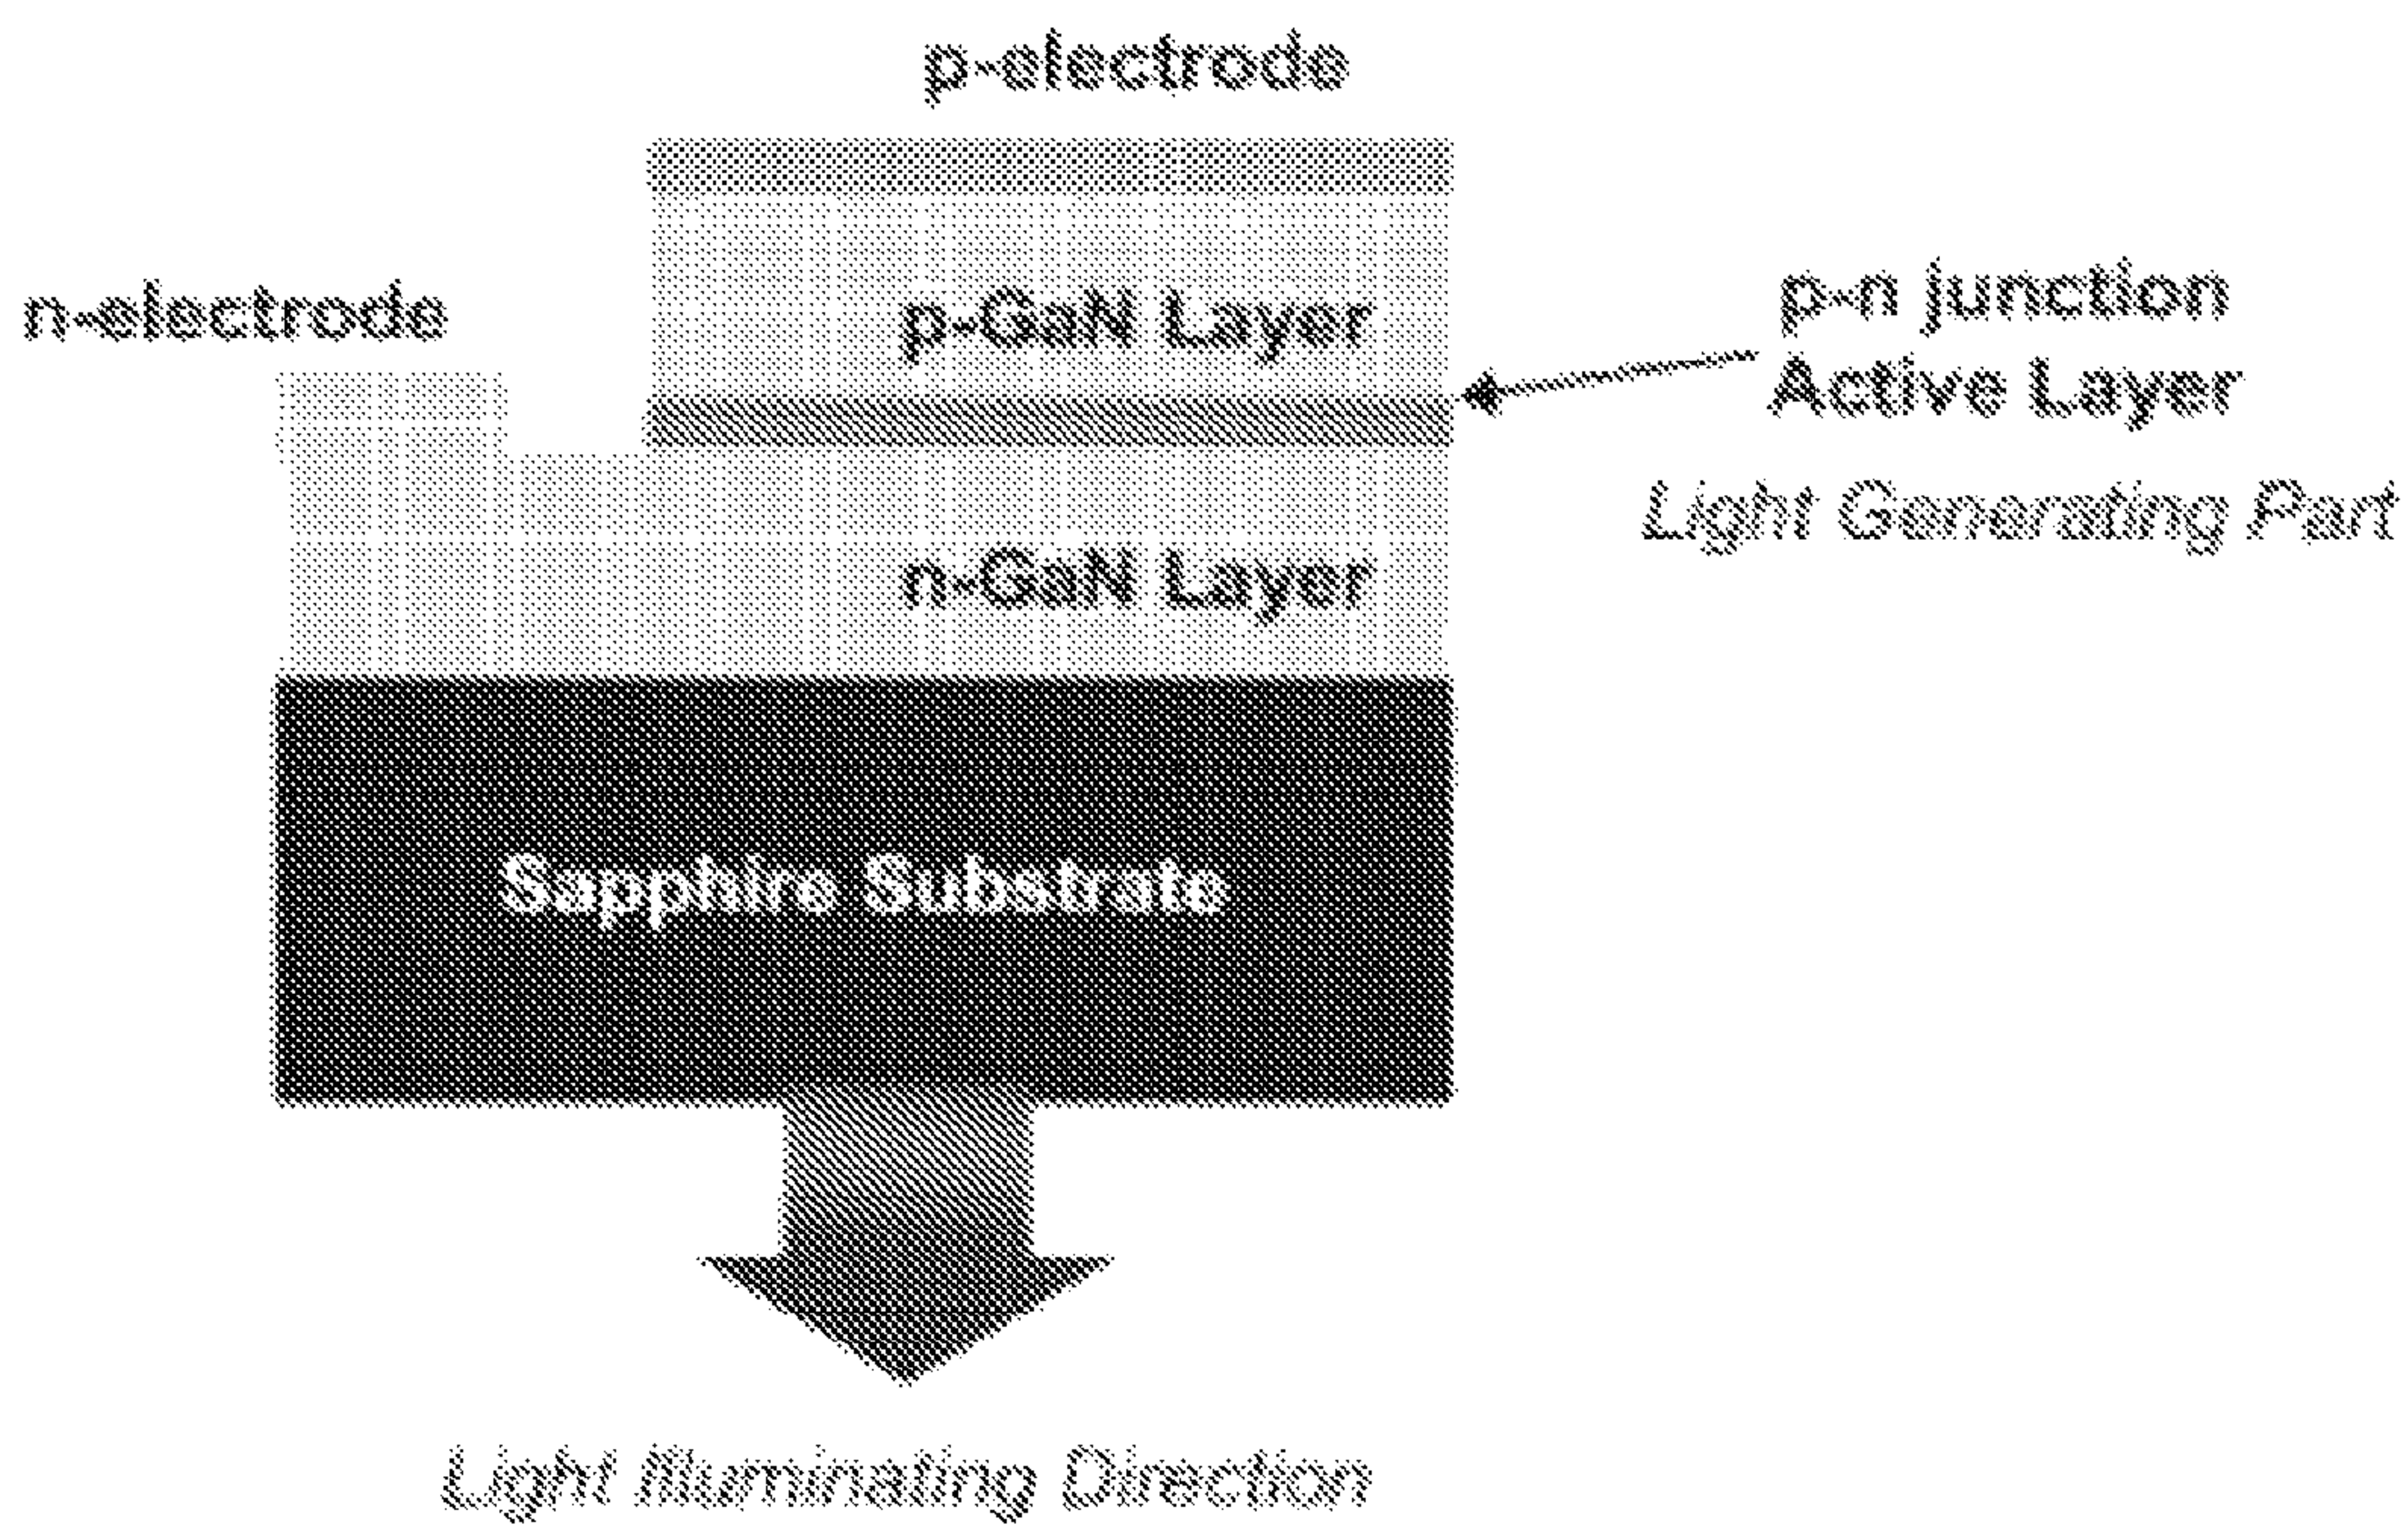 p-electrode
n-electrode
p-GaN Layer
p-n junction
Active Layer
Light Generating Part
n-GaN Layer
Sapphire Substrate
Light Illuminating Direction